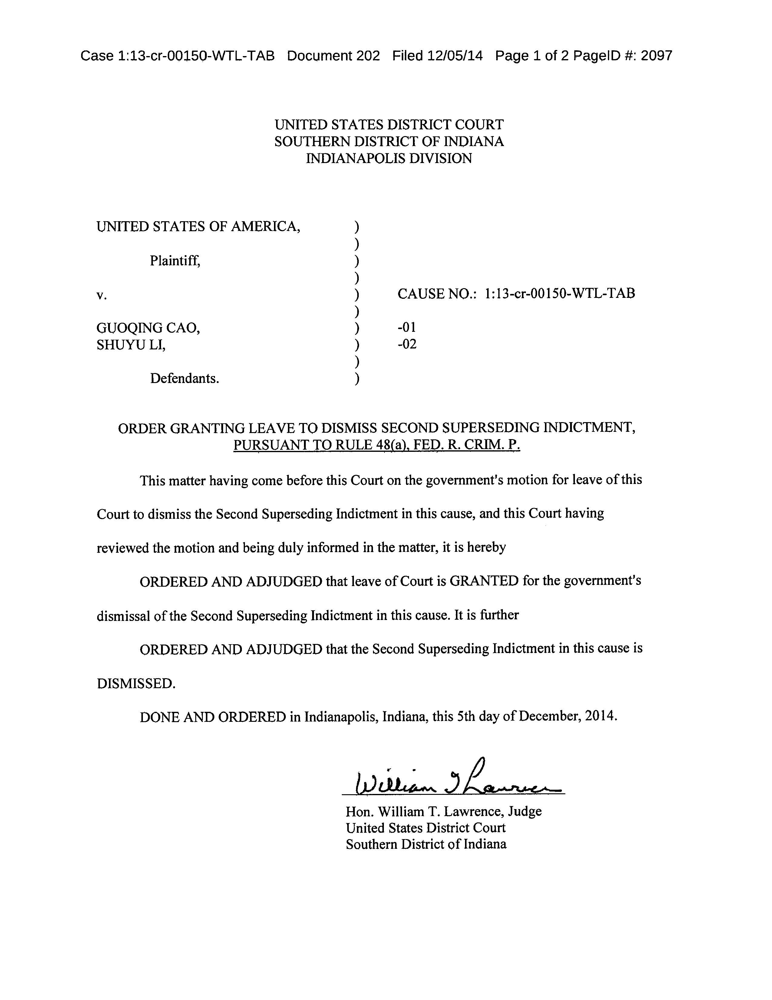 Case 1:13-cr-00150-WTL-TAB Document 202 Filed 12/05/14 Page 1 of 2 PageID #: 2097
UNITED STATES DISTRICT COURT
SOUTHERN DISTRICT OF INDIANA
INDIANAPOLIS DIVISION
UNITED STATES OF AMERICA, )
)
Plaintiff, )
)
v. ) CAUSE NO.: 1:13-cr-00150-WTL-TAB
)
GUOQING CAO, ) -01
SHUYU LI, ) -02
)
Defendants. )
ORDER GRANTING LEAVE TO DISMISS SECOND SUPERSEDING INDICTMENT,
PURSUANT TO RULE 48(a), FED. R. CRIM. P.
This matter having come before this Court on the government's motion for leave of this
Court to dismiss the Second Superseding Indictment in this cause, and this Court having
reviewed the motion and being duly informed in the matter, it is hereby
ORDERED AND ADJUDGED that leave of Court is GRANTED for the government's
dismissal of the Second Superseding Indictment in this cause. It is further
ORDERED AND ADJUDGED that the Second Superseding Indictment in this cause is
DISMISSED.
DONE AND ORDERED in Indianapolis, Indiana, this 5th day of December, 2014.
William T Lawrence
Hon. William T. Lawrence, Judge
United States District Court
Southern District of Indiana